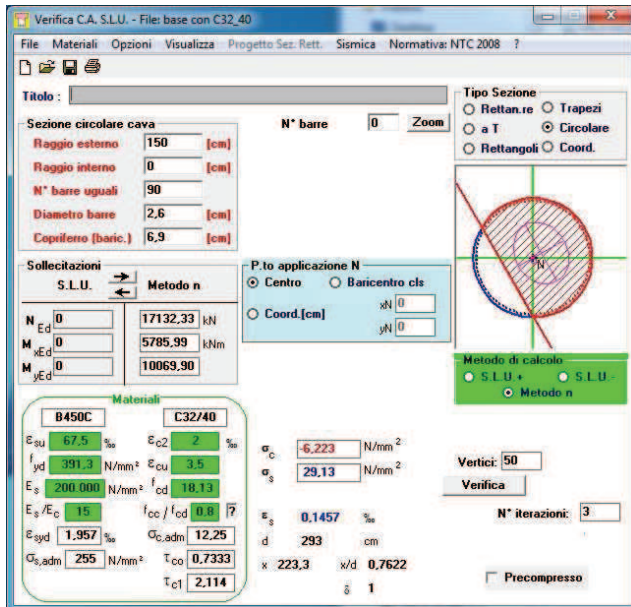 Verifica C.A. S.L.U. - File: base con C32_40
File Materiali Opzioni Visualizza Progetto Sez. Rett. Sismica Normativa: NTC 2008 ?
Titolo :
Tipo Sezione
Rettan.re Trapezi
a T Circolare
Rettangoli Coord.
Sezione circolare cava
Raggio esterno 150 [cm]
Raggio interno 0 [cm]
N° barre uguali 90
Diametro barre 2,6 [cm]
Copriferro (baric.) 6,9 [cm]
N° barre 0 Zoom
N
Sollecitazioni
S.L.U. Metodo n
N Ed 0 17132,33 kN
M xEd 0 5785,99 kNm
M yEd 0 10069,90
P.to applicazione N
Centro Baricentro cls
Coord.[cm] xN 0
yN 0
Metodo di calcolo
S.L.U.+ S.L.U.-
Metodo n
Materiali
B450C C32/40
εsu 67,5 ‰ εc2 2 ‰
fyd 391,3 N/mm² εcu 3,5
Es 200.000 N/mm² fcd 18,13
Es/Ec 15 fcc/fcd 0,8 ?
εsyd 1,957 ‰ σc,adm 12,25
σs,adm 255 N/mm² τco 0,7333
τc1 2,114
σc -6,223 N/mm²
σs 29,13 N/mm²
εs 0,1457 ‰
d 293 cm
x 223,3 x/d 0,7622
δ 1
Vertici: 50
Verifica
N° iterazioni: 3
Precompresso